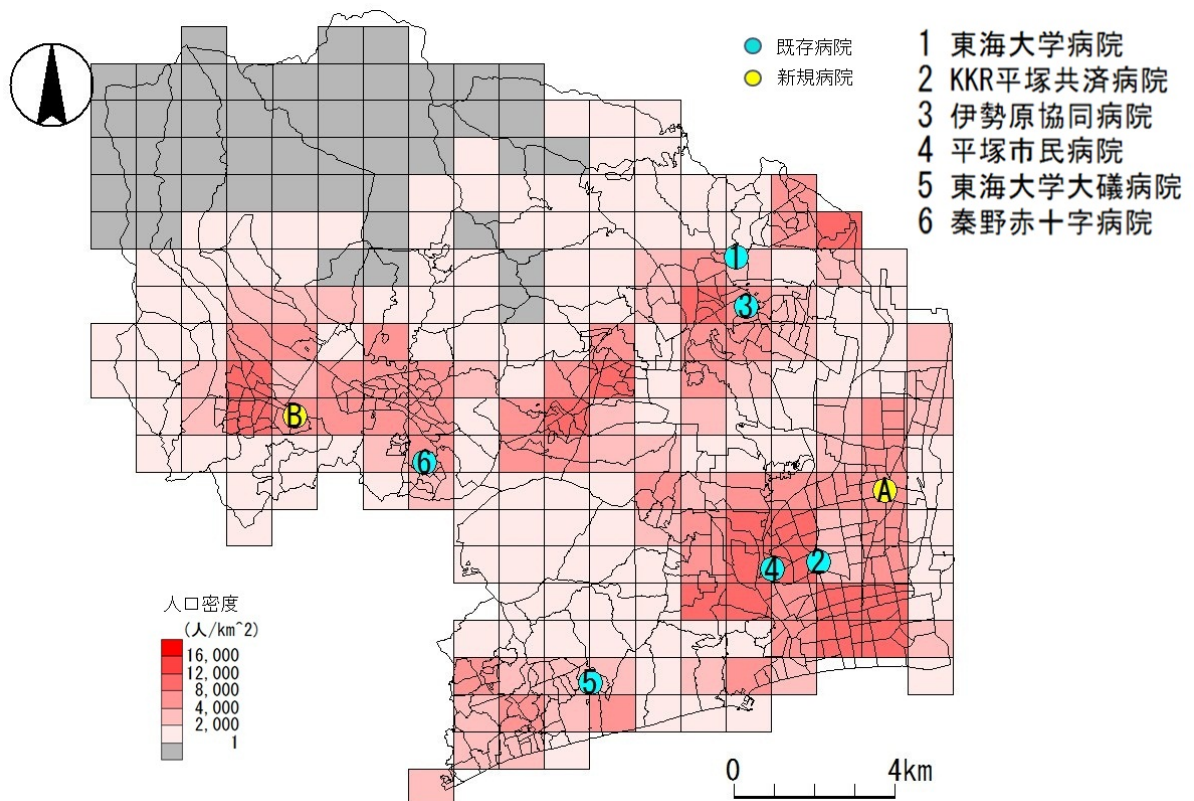 既存病院
新規病院
1 東海大学病院
2 KKR平塚共済病院
3 伊勢原協同病院
4 平塚市民病院
5 東海大学大磯病院
6 秦野赤十字病院
1
3
B
6
A
4
2
5
人口密度
(人/km^2)
16,000
12,000
8,000
4,000
2,000
1
0 4km